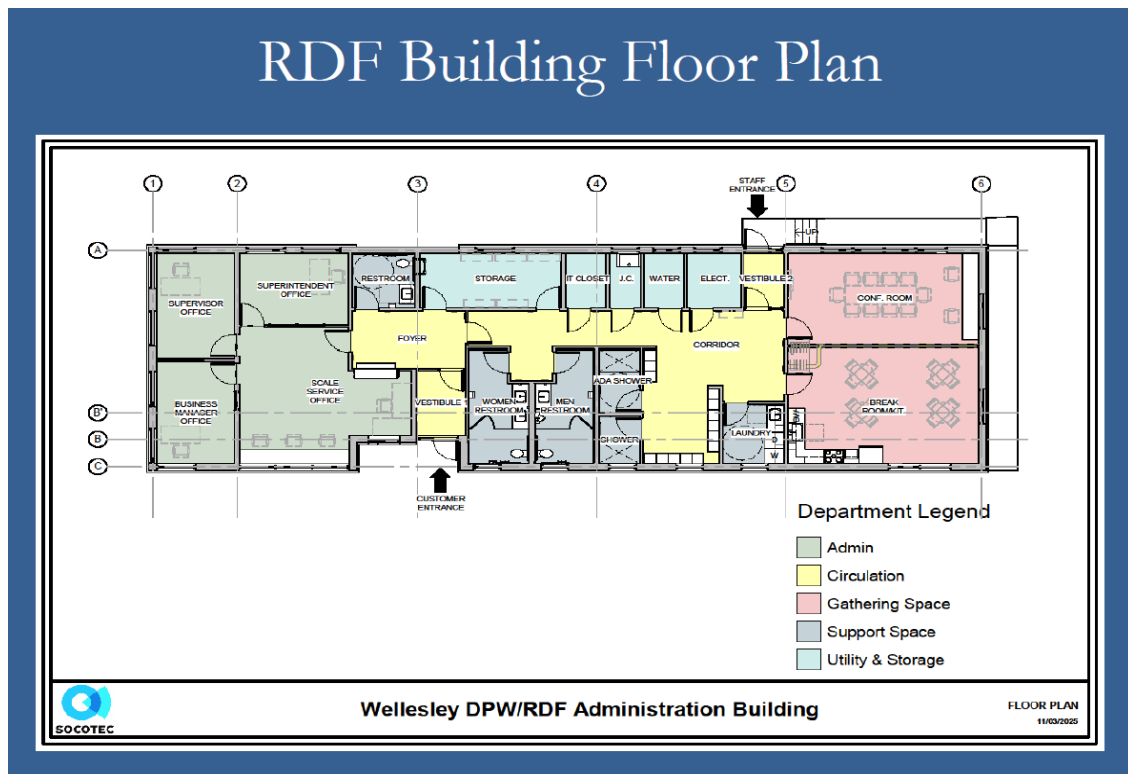 RDF Building Floor Plan
1
2
3
4
5
6
STAFF
ENTRANCE
UP
A
RESTROOM
STORAGE
IT CLOSET
J.C.
WATER
ELECT.
VESTIBULE 2
SUPERINTENDENT
OFFICE
CONF. ROOM
SUPERVISOR
OFFICE
FOYER
CORRIDOR
SCALE
SERVICE
OFFICE
ADA SHOWER
BUSINESS
MANAGER
OFFICE
VESTIBULE
WOMEN
RESTROOM
MEN
RESTROOM
BREAK
ROOM/KIT.
B'
B
SHOWER
LAUNDRY
DW
D
W
C
CUSTOMER
ENTRANCE
Department Legend
Admin
Circulation
Gathering Space
Support Space
Utility & Storage
SOCOTEC
Wellesley DPW/RDF Administration Building
FLOOR PLAN
11/03/2025